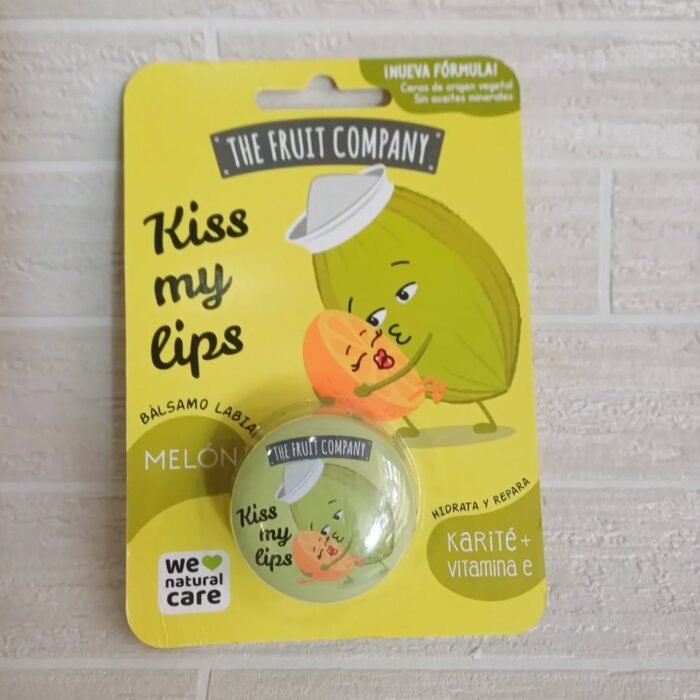 ¡NUEVA FÓRMULA!
Ceras de origen vegetal
Sin aceites minerales
THE FRUIT COMPANY
Kiss
my
lips
BÁLSAMO LABIAL
MELÓN
THE FRUIT COMPANY
Kiss
my
lips
HIDRATA Y REPARA
KARITÉ +
VITAMINA E
we
natural
care